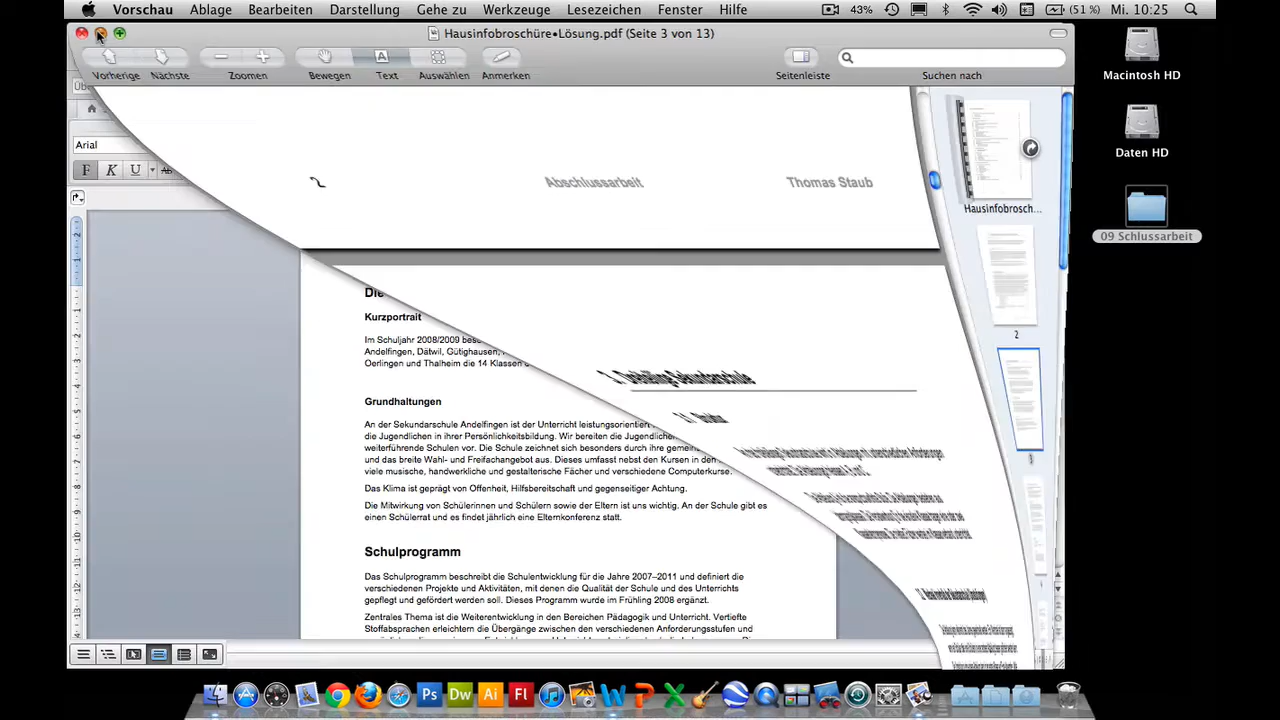 Vorschau Ablage Bearbeiten Darstellung Gehe zu Werkzeuge Lesezeichen Fenster Hilfe 43% (51 %) Mi. 10:25
Hausinfobroschüre•Lösung.pdf (Seite 3 von 13)
Vorherige Nächste Zoomen Bewegen Text Auswählen Anmerken Seitenleiste Suchen nach
Macintosh HD
Daten HD
09 Schlussarbeit
Arial
F K U
Abschlussarbeit Thomas Staub
Hausinfobrosch...
2
Die
Kurzportrait
Im Schuljahr 2008/2009
Andelfingen, Dätwil, Gütighausen,
Oerlingen und Thalheim die 14 Klassen
Grundhaltungen
An der Sekundarschule Andelfingen ist der Unterricht leistungsorientiert
die Jugendlichen in ihrer Persönlichkeitsbildung. Wir bereiten die Jugendlichen
weiterführende Schulen vor. Die Schule zeichnet sich besonders durch ihre
und das breite Wahl- und Freifachangebot aus. Dieses umfasst nebst den Kursen in den
viele musische, handwerkliche und gestalterische Fächer und verschiedene Computerkurse.
Das Klima ist geprägt von Offenheit, Hilfsbereitschaft und gegenseitiger Achtung.
Die Mitwirkung von Schülerinnen und Schülern sowie der Eltern ist uns wichtig. An der Schule gibt es
einen Schülerrat und es findet jährlich eine Elternkonferenz statt.
Schulprogramm
Das Schulprogramm beschreibt die Schulentwicklung für die Jahre 2007–2011 und definiert die
verschiedenen Projekte und Aktivitäten, mit denen die Qualität der Schule und des Unterrichts
gepflegt und gefördert werden soll. Dieses Programm wurde im Frühling 2008 ergänzt.
Zentrales Thema ist die Weiterentwicklung in den Bereichen Pädagogik und Unterricht. Vertiefte
Stoffabsprachen erleichtern die Übergänge zwischen den verschiedenen Anforderungsstufen und
Ps Dw Ai Fl